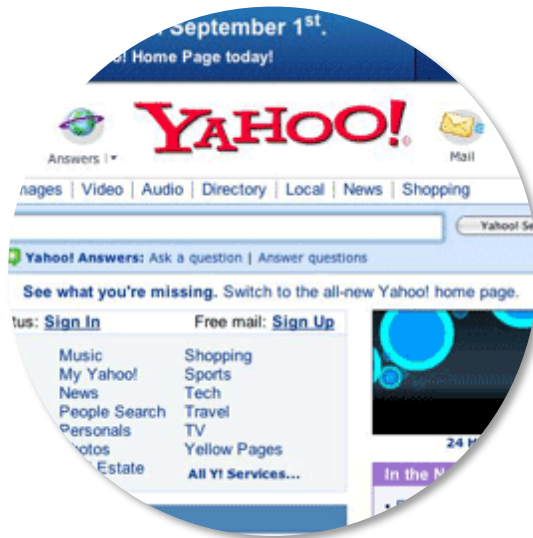 September 1st.
Home Page today!
YAHOO!
Answers
Mail
Video | Audio | Directory | Local | News | Shopping
Yahoo!
Yahoo! Answers: Ask a question | Answer questions
See what you're missing. Switch to the all-new Yahoo! home page.
Sign In Free mail: Sign Up
Music Shopping
My Yahoo! Sports
News Tech
People Search Travel
Personals TV
Yellow Pages
Estate All Y! Services...
24
In the